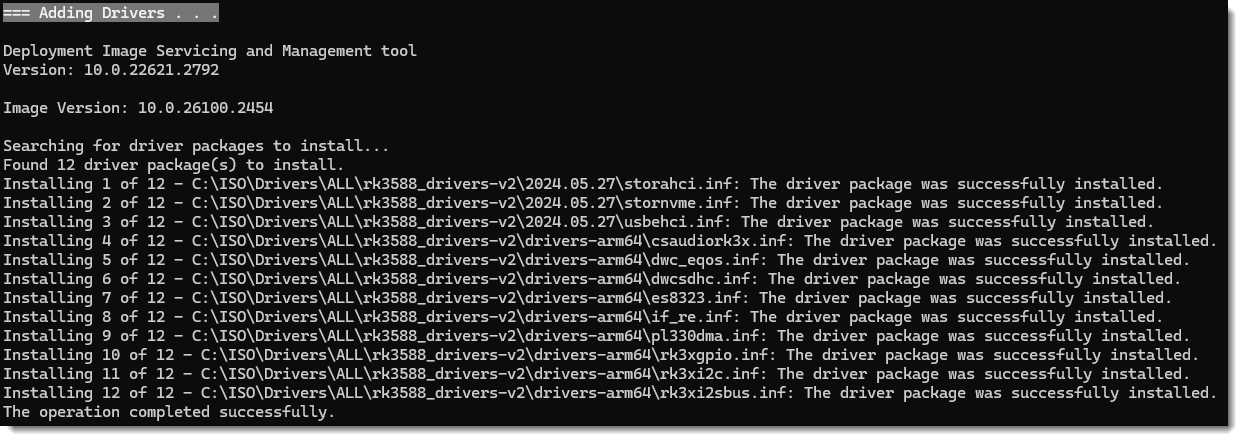 === Adding Drivers . . .
Deployment Image Servicing and Management tool
Version: 10.0.22621.2792
Image Version: 10.0.26100.2454
Searching for driver packages to install...
Found 12 driver package(s) to install.
Installing 1 of 12 - C:\ISO\Drivers\ALL\rk3588_drivers-v2\2024.05.27\storahci.inf: The driver package was successfully installed.
Installing 2 of 12 - C:\ISO\Drivers\ALL\rk3588_drivers-v2\2024.05.27\stornvme.inf: The driver package was successfully installed.
Installing 3 of 12 - C:\ISO\Drivers\ALL\rk3588_drivers-v2\2024.05.27\usbehci.inf: The driver package was successfully installed.
Installing 4 of 12 - C:\ISO\Drivers\ALL\rk3588_drivers-v2\drivers-arm64\csaudiork3x.inf: The driver package was successfully installed.
Installing 5 of 12 - C:\ISO\Drivers\ALL\rk3588_drivers-v2\drivers-arm64\dwc_eqos.inf: The driver package was successfully installed.
Installing 6 of 12 - C:\ISO\Drivers\ALL\rk3588_drivers-v2\drivers-arm64\dwcsdhc.inf: The driver package was successfully installed.
Installing 7 of 12 - C:\ISO\Drivers\ALL\rk3588_drivers-v2\drivers-arm64\es8323.inf: The driver package was successfully installed.
Installing 8 of 12 - C:\ISO\Drivers\ALL\rk3588_drivers-v2\drivers-arm64\if_re.inf: The driver package was successfully installed.
Installing 9 of 12 - C:\ISO\Drivers\ALL\rk3588_drivers-v2\drivers-arm64\pl330dma.inf: The driver package was successfully installed.
Installing 10 of 12 - C:\ISO\Drivers\ALL\rk3588_drivers-v2\drivers-arm64\rk3xgpio.inf: The driver package was successfully installed.
Installing 11 of 12 - C:\ISO\Drivers\ALL\rk3588_drivers-v2\drivers-arm64\rk3xi2c.inf: The driver package was successfully installed.
Installing 12 of 12 - C:\ISO\Drivers\ALL\rk3588_drivers-v2\drivers-arm64\rk3xi2sbus.inf: The driver package was successfully installed.
The operation completed successfully.